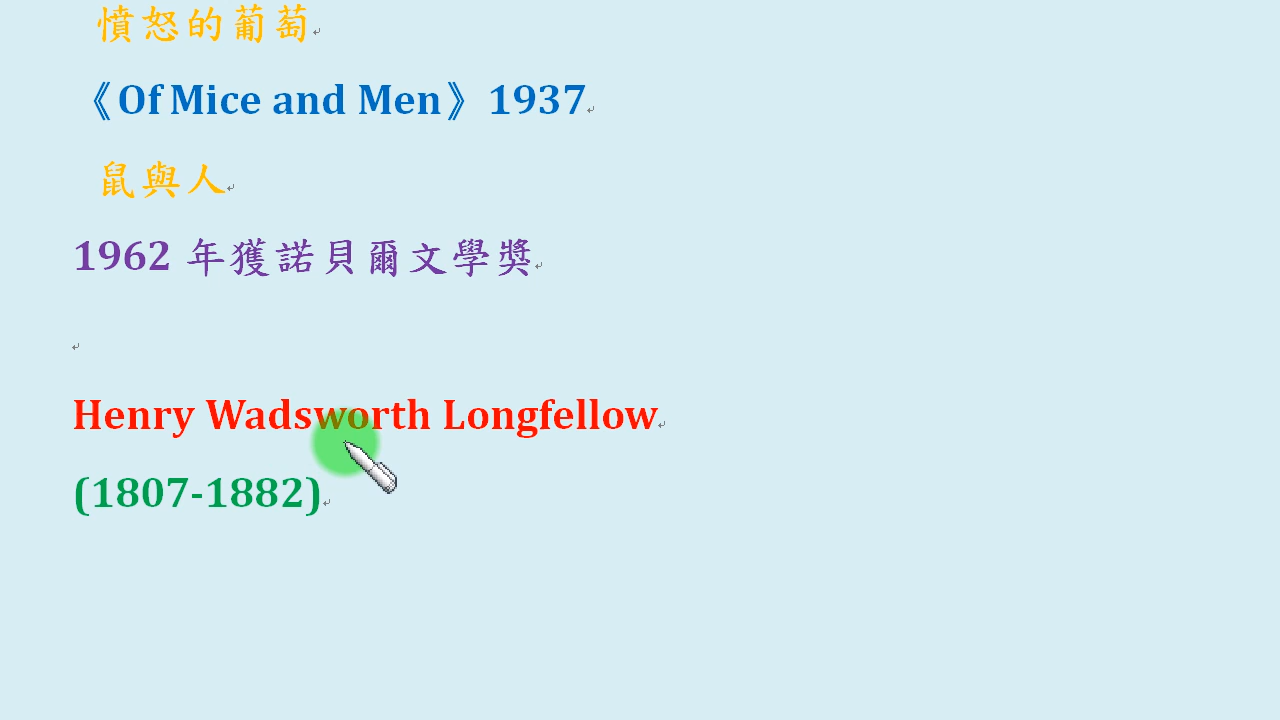 憤怒的葡萄
《Of Mice and Men》1937
鼠與人
1962 年獲諾貝爾文學獎
Henry Wadsworth Longfellow
(1807-1882)